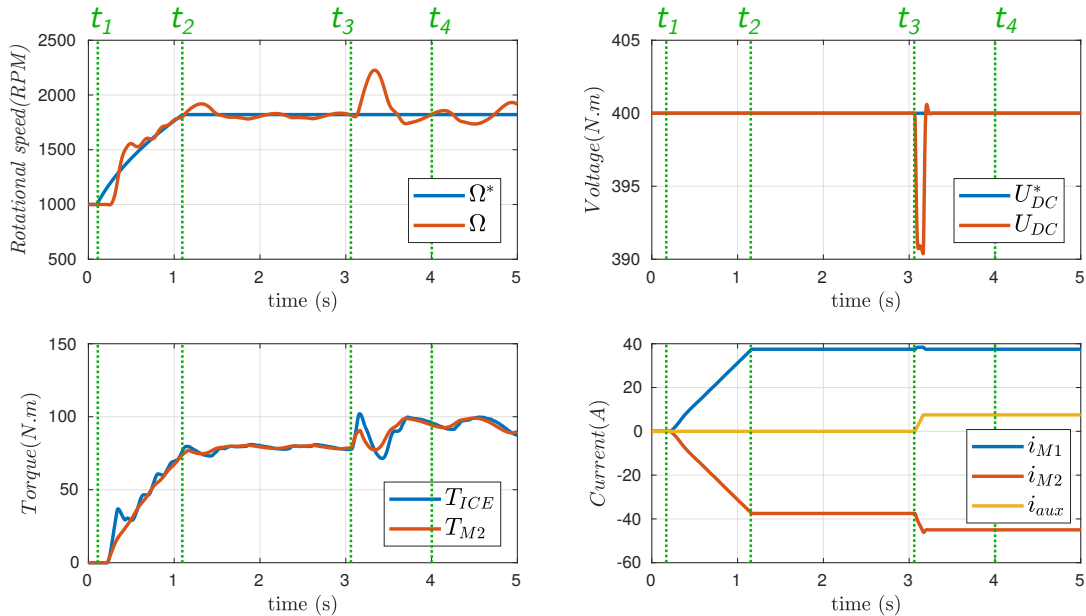 t1 t2 t3 t4
2500
2000
1500
1000
500
Rotational speed(RPM)
Ω*
Ω
0 1 2 3 4 5
time (s)
t1 t2 t3 t4
405
400
395
390
Voltage(N.m)
U*DC
UDC
0 1 2 3 4 5
time (s)
150
100
50
0
Torque(N.m)
TICE
TM2
0 1 2 3 4 5
time (s)
40
20
0
-20
-40
-60
Current(A)
iM1
iM2
iaux
0 1 2 3 4 5
time (s)